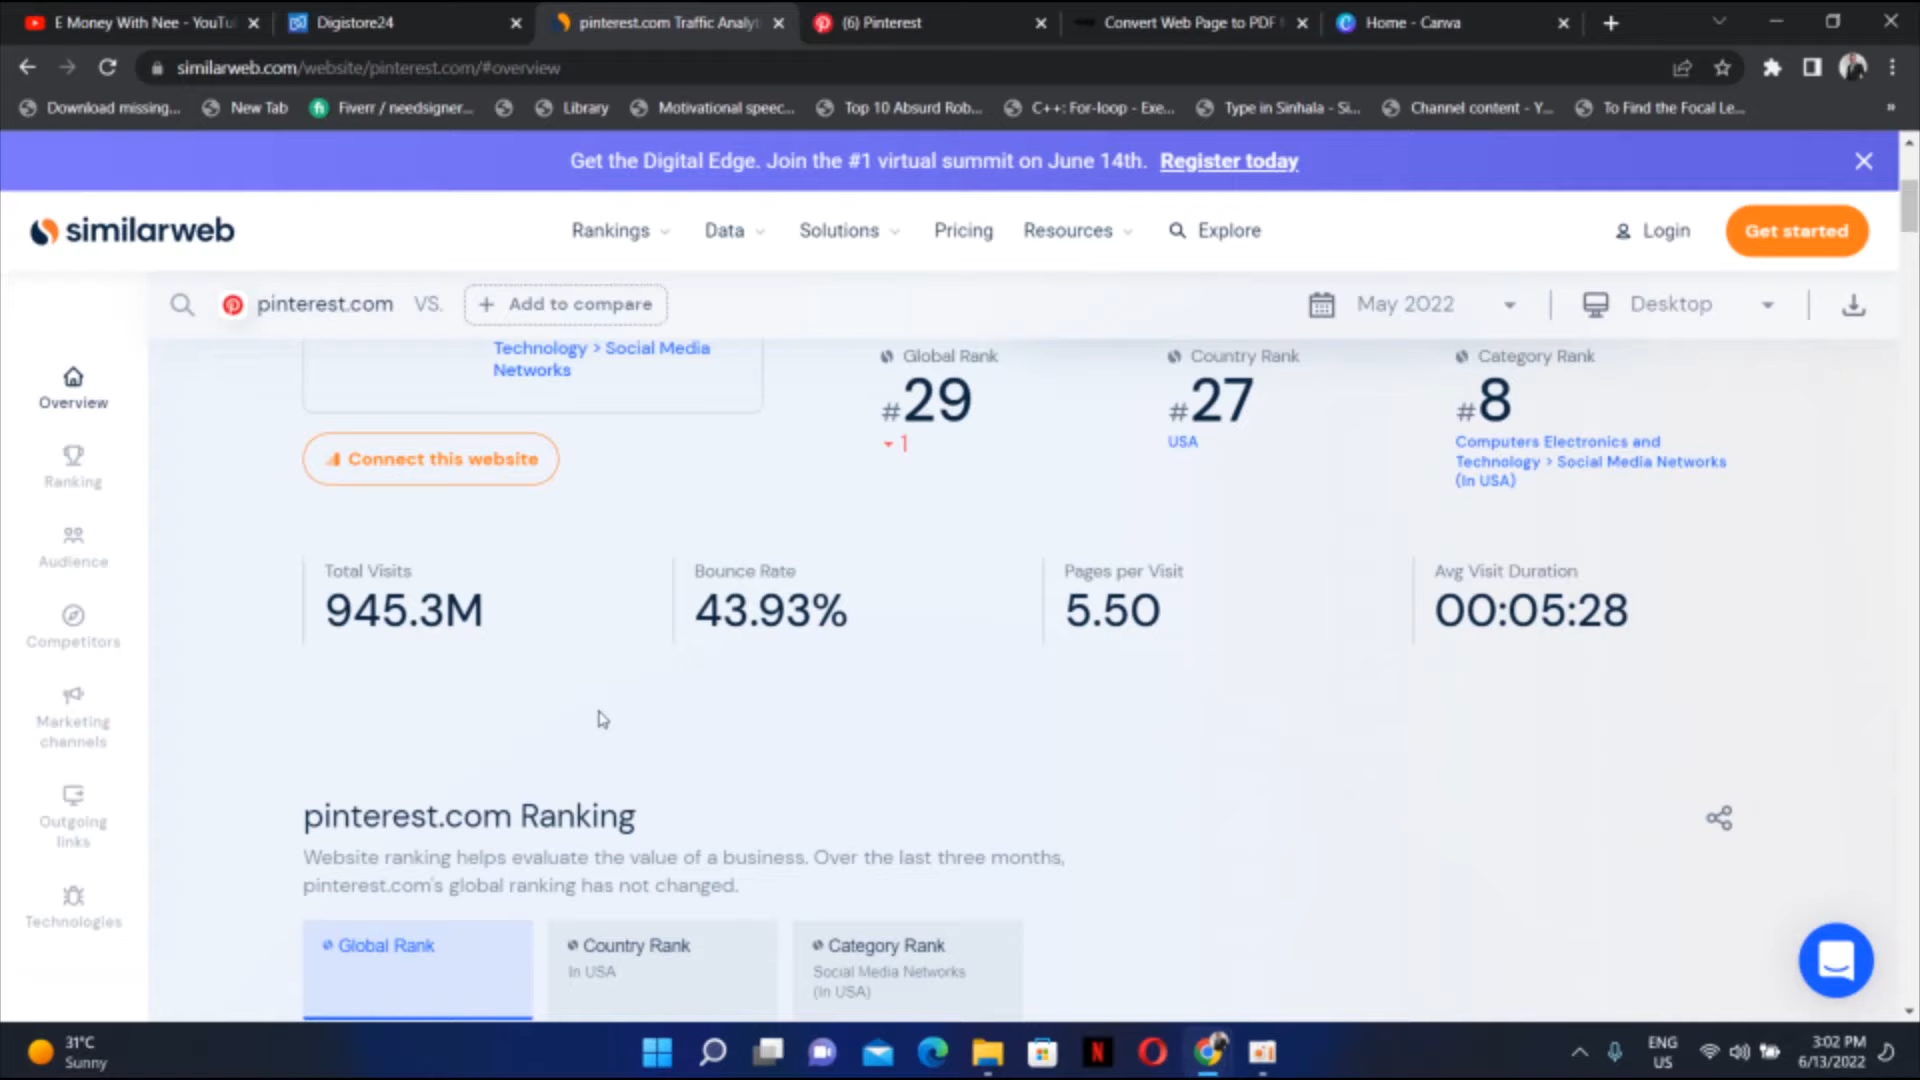 E Money With Nee - YouTu
Digistore24
pinterest.com Traffic Analyt
(6) Pinterest
Convert Web Page to PDF
Home - Canva
similarweb.com/website/pinterest.com/#overview
Download missing...
New Tab
Fiverr / needsigner...
Library
Motivational speec...
Top 10 Absurd Rob...
C++: For-loop - Exe...
Type in Sinhala - Si...
Channel content - Y...
To Find the Focal Le...
»
Get the Digital Edge. Join the #1 virtual summit on June 14th. Register today
similarweb
Rankings
Data
Solutions
Pricing
Resources
Explore
Login
Get started
pinterest.com VS. + Add to compare
May 2022
Desktop
Overview
Ranking
Audience
Competitors
Marketing
channels
Outgoing
links
Technologies
Technology > Social Media
Networks
Connect this website
Global Rank
#29
1
Country Rank
#27
USA
Category Rank
#8
Computers Electronics and
Technology > Social Media Networks
(In USA)
Total Visits
945.3M
Bounce Rate
43.93%
Pages per Visit
5.50
Avg Visit Duration
00:05:28
pinterest.com Ranking
Website ranking helps evaluate the value of a business. Over the last three months,
pinterest.com's global ranking has not changed.
Global Rank
Country Rank
In USA
Category Rank
Social Media Networks
(In USA)
31°C
Sunny
N
ENG
US
3:02 PM
6/13/2022